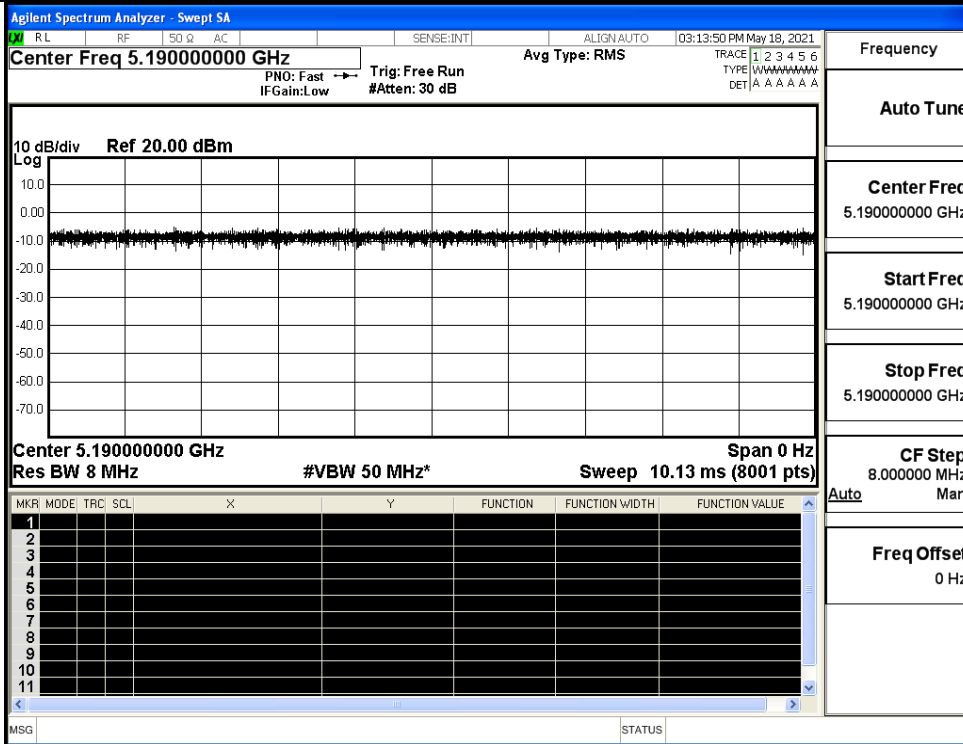 Agilent Spectrum Analyzer - Swept SA
LXI RL RF 50 Ω AC SENSE:INT ALIGN AUTO 03:13:50 PM May 18, 2021
Center Freq 5.190000000 GHz Avg Type: RMS TRACE 1 2 3 4 5 6
PNO: Fast Trig: Free Run TYPE WWWWWW
IFGain:Low #Atten: 30 dB DET A A A A A A
Frequency
Auto Tune
Center Freq
5.190000000 GHz
Start Freq
5.190000000 GHz
Stop Freq
5.190000000 GHz
CF Step
8.000000 MHz
Auto Man
Freq Offset
0 Hz
10 dB/div Ref 20.00 dBm
Log
10.0
0.00
-10.0
-20.0
-30.0
-40.0
-50.0
-60.0
-70.0
Center 5.190000000 GHz Span 0 Hz
Res BW 8 MHz #VBW 50 MHz* Sweep 10.13 ms (8001 pts)
MKR MODE TRC SCL X Y FUNCTION FUNCTION WIDTH FUNCTION VALUE
1
2
3
4
5
6
7
8
9
10
11
MSG STATUS